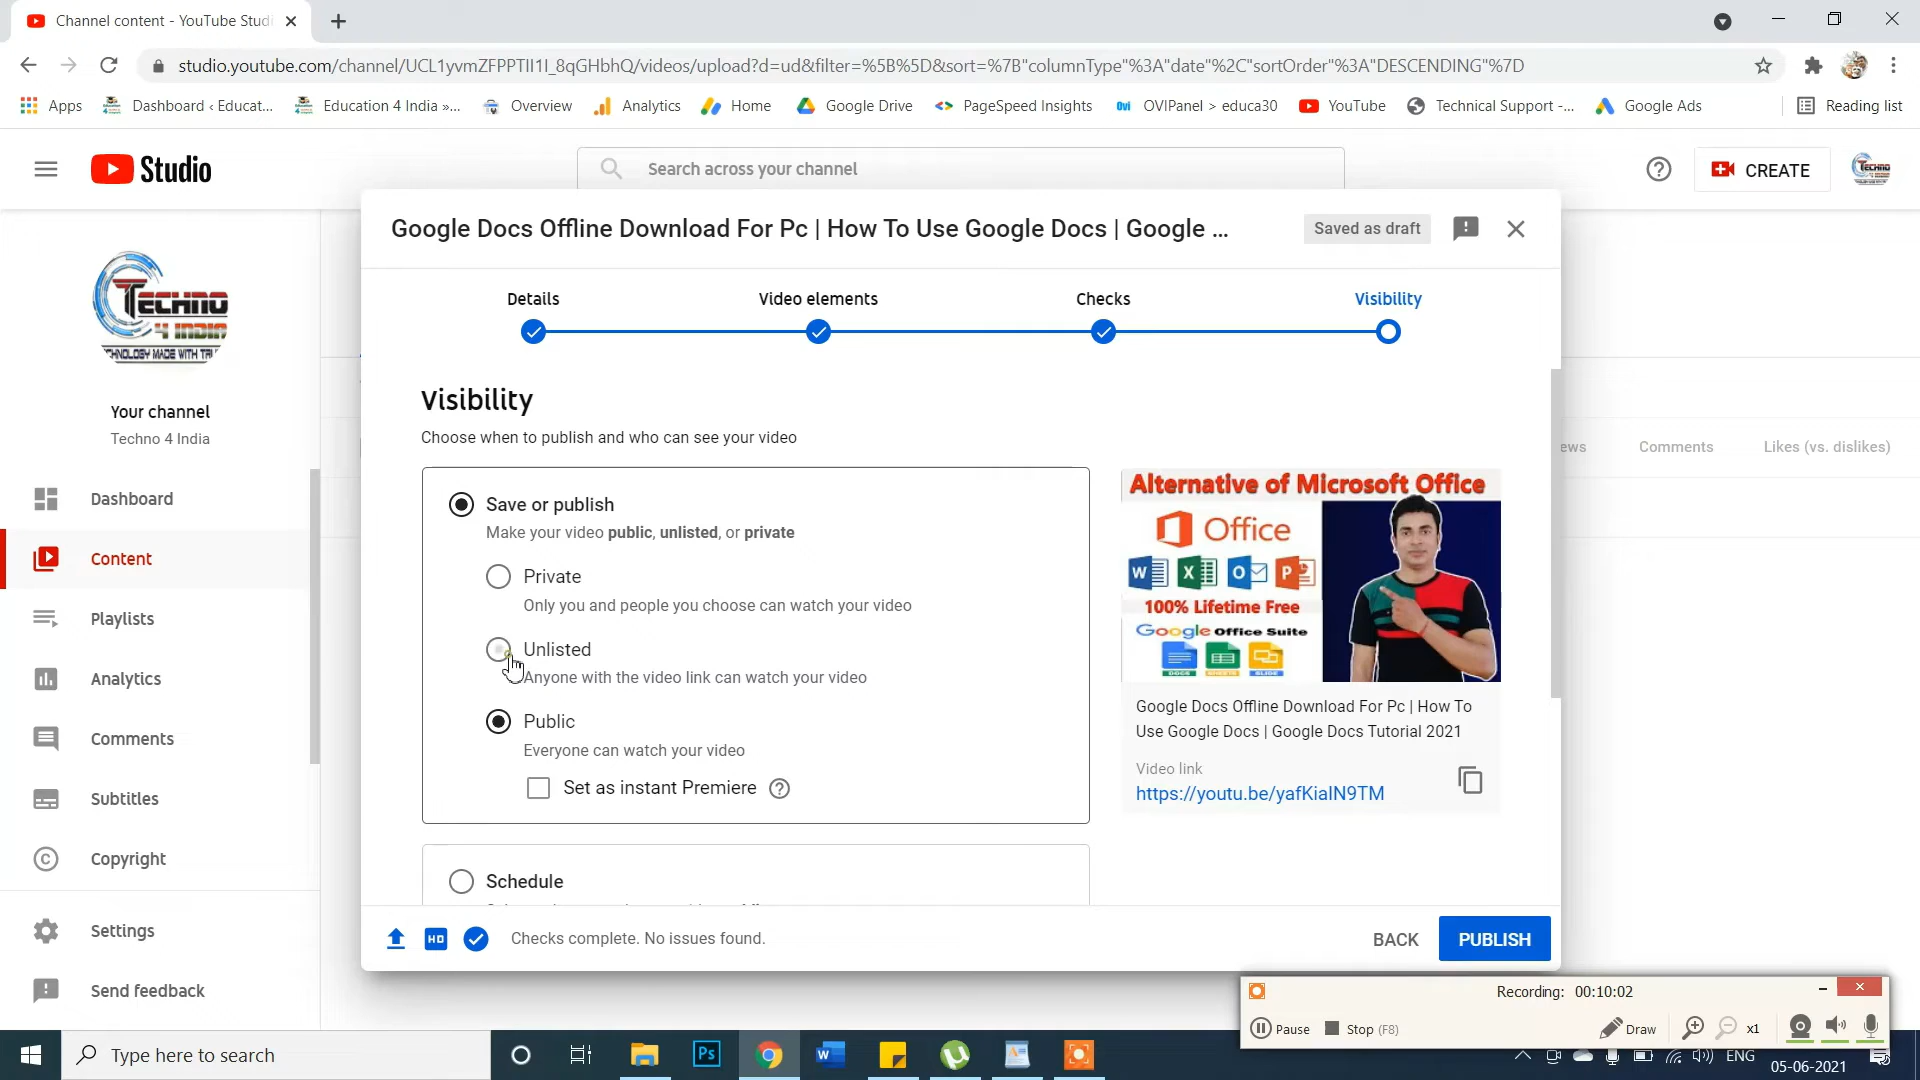 Channel content - YouTube Studi
studio.youtube.com/channel/UCL1yvmZFPPTII1I_8qGHbhQ/videos/upload?d=ud&filter=%5B%5D&sort=%7B"columnType"%3A"date"%2C"sortOrder"%3A"DESCENDING"%7D
Apps Dashboard ‹ Educat... Education 4 India »... Overview Analytics Home Google Drive PageSpeed Insights OVIPanel > educa30 YouTube Technical Support -... Google Ads Reading list
Studio Search across your channel CREATE
Google Docs Offline Download For Pc | How To Use Google Docs | Google ... Saved as draft
Details Video elements Checks Visibility
TECHNO
4 INDIA
Your channel
Techno 4 India
Dashboard
Content
Playlists
Analytics
Comments
Subtitles
Copyright
Settings
Send feedback
Visibility
Choose when to publish and who can see your video
Save or publish
Make your video public, unlisted, or private
Private
Only you and people you choose can watch your video
Unlisted
Anyone with the video link can watch your video
Public
Everyone can watch your video
Set as instant Premiere
Schedule
Alternative of Microsoft Office
Office
100% Lifetime Free
Google Office Suite
Google Docs Offline Download For Pc | How To
Use Google Docs | Google Docs Tutorial 2021
Video link
https://youtu.be/yafKialN9TM
ews Comments Likes (vs. dislikes)
HD Checks complete. No issues found. BACK PUBLISH
Recording: 00:10:02
Pause Stop (F8) Draw x1
Type here to search
ENG
05-06-2021